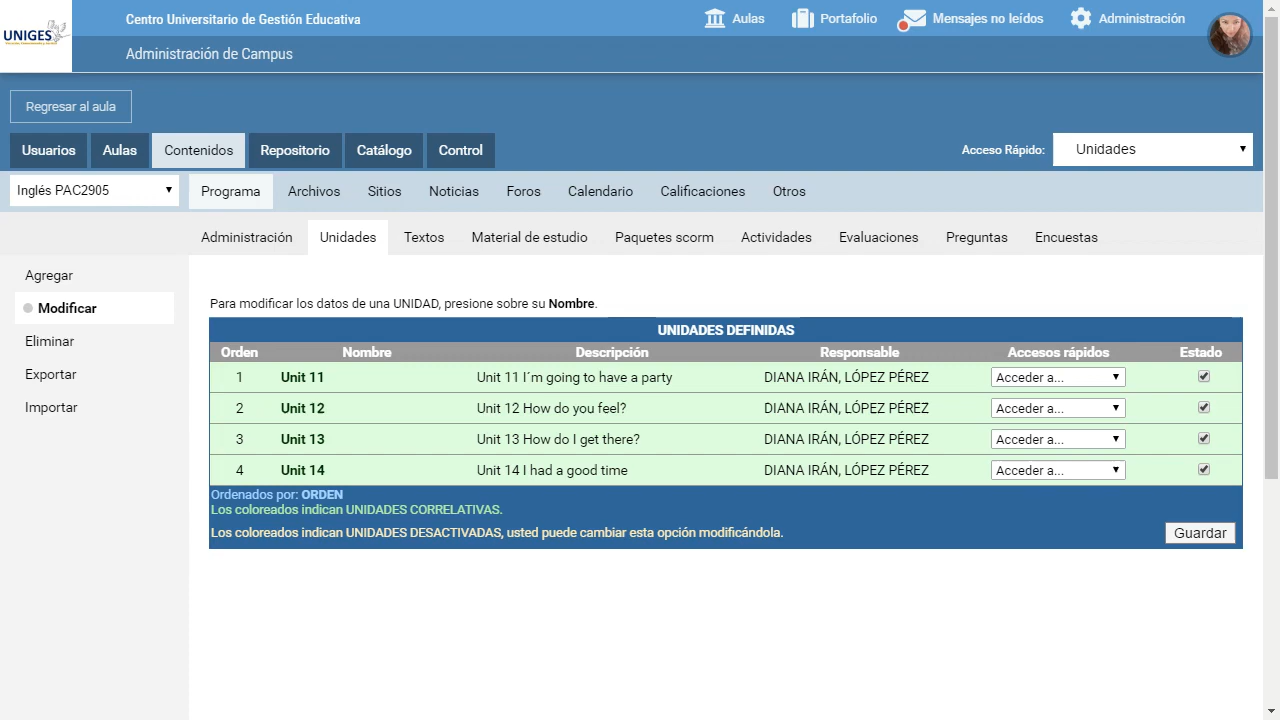 UNIGES
Centro Universitario de Gestión Educativa
Aulas
Portafolio
Mensajes no leídos
Administración
Administración de Campus
Regresar al aula
Usuarios Aulas Contenidos Repositorio Catálogo Control
Acceso Rápido: Unidades
Inglés PAC2905
Programa Archivos Sitios Noticias Foros Calendario Calificaciones Otros
Administración Unidades Textos Material de estudio Paquetes scorm Actividades Evaluaciones Preguntas Encuestas
Agregar
Modificar
Eliminar
Exportar
Importar
Para modificar los datos de una UNIDAD, presione sobre su Nombre.
UNIDADES DEFINIDAS
Orden Nombre Descripción Responsable Accesos rápidos Estado
1 Unit 11 Unit 11 I´m going to have a party DIANA IRÁN, LÓPEZ PÉREZ Acceder a...
2 Unit 12 Unit 12 How do you feel? DIANA IRÁN, LÓPEZ PÉREZ Acceder a...
3 Unit 13 Unit 13 How do I get there? DIANA IRÁN, LÓPEZ PÉREZ Acceder a...
4 Unit 14 Unit 14 I had a good time DIANA IRÁN, LÓPEZ PÉREZ Acceder a...
Ordenados por: ORDEN
Los coloreados indican UNIDADES CORRELATIVAS.
Los coloreados indican UNIDADES DESACTIVADAS, usted puede cambiar esta opción modificándola.
Guardar